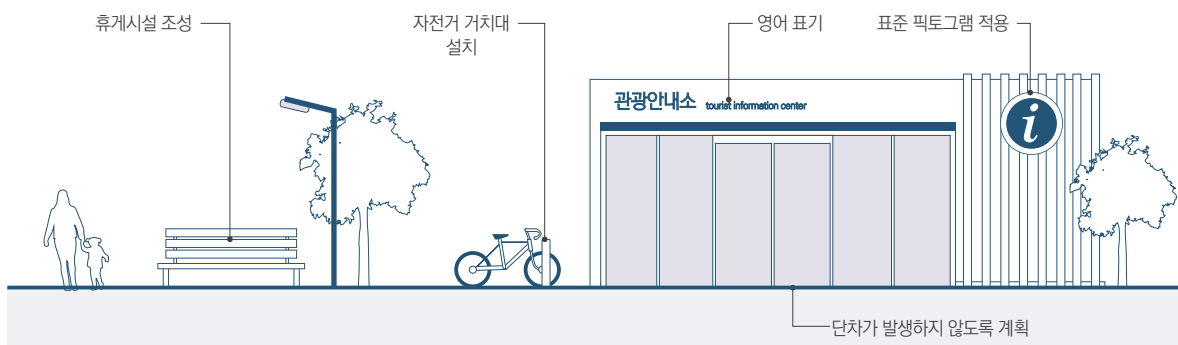 휴게시설 조성
자전거 거치대
설치
영어 표기
표준 픽토그램 적용
관광안내소 tourist information center
i
단차가 발생하지 않도록 계획